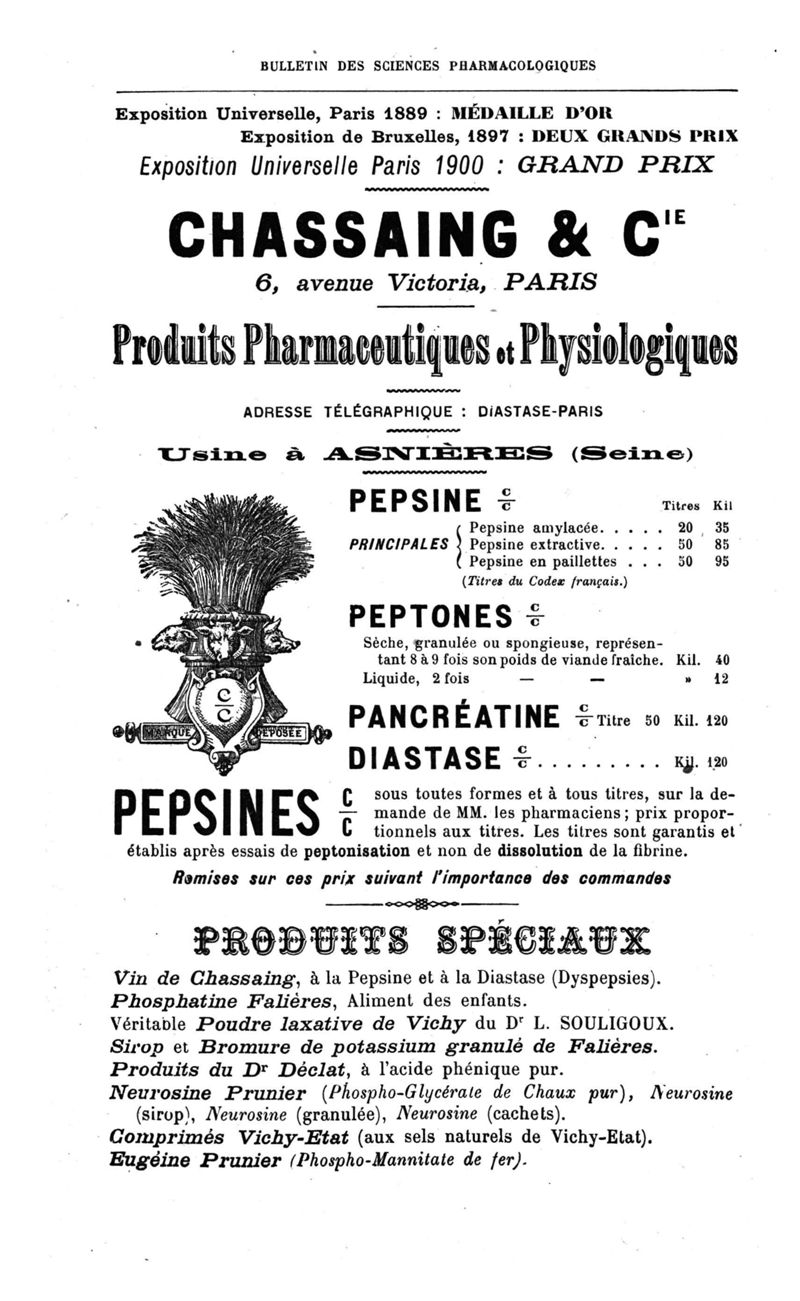 BULLETIN DES SCIENCES PHARMACOLOGIQUES
Exposition Universelle, Paris 1889 : MÉDAILLE D'OR
Exposition de Bruxelles, 1897 : DEUX GRANDS PRIX
Exposition Universelle Paris 1900 : GRAND PRIX
CHASSAING & CIE
6, avenue Victoria, PARIS
Produits Pharmaceutiques et Physiologiques
ADRESSE TÉLÉGRAPHIQUE : DIASTASE-PARIS
Usine à ASNIÈRES (Seine)
PEPSINE C/C Titres Kil
PRINCIPALES { Pepsine amylacée. . . . . 20 35
Pepsine extractive. . . . . 50 85
Pepsine en paillettes . . . 50 95
(Titres du Codex français.)
PEPTONES C/C
Sèche, granulée ou spongieuse, représen-
tant 8 à 9 fois son poids de viande fraîche. Kil. 40
Liquide, 2 fois — — » 12
PANCRÉATINE C/C Titre 50 Kil. 120
DIASTASE C/C . . . . . . . . . Kil. 120
C/C
MARQUE DÉPOSÉE
PEPSINES C/C sous toutes formes et à tous titres, sur la de-
mande de MM. les pharmaciens ; prix propor-
tionnels aux titres. Les titres sont garantis et
établis après essais de peptonisation et non de dissolution de la fibrine.
Remises sur ces prix suivant l'importance des commandes
PRODUITS SPÉCIAUX
Vin de Chassaing, à la Pepsine et à la Diastase (Dyspepsies).
Phosphatine Falières, Aliment des enfants.
Véritable Poudre laxative de Vichy du Dr L. SOULIGOUX.
Sirop et Bromure de potassium granulé de Falières.
Produits du Dr Déclat, à l'acide phénique pur.
Neurosine Prunier (Phospho-Glycérate de Chaux pur), Neurosine
(sirop), Neurosine (granulée), Neurosine (cachets).
Comprimés Vichy-Etat (aux sels naturels de Vichy-Etat).
Eugéine Prunier (Phospho-Mannitate de fer).